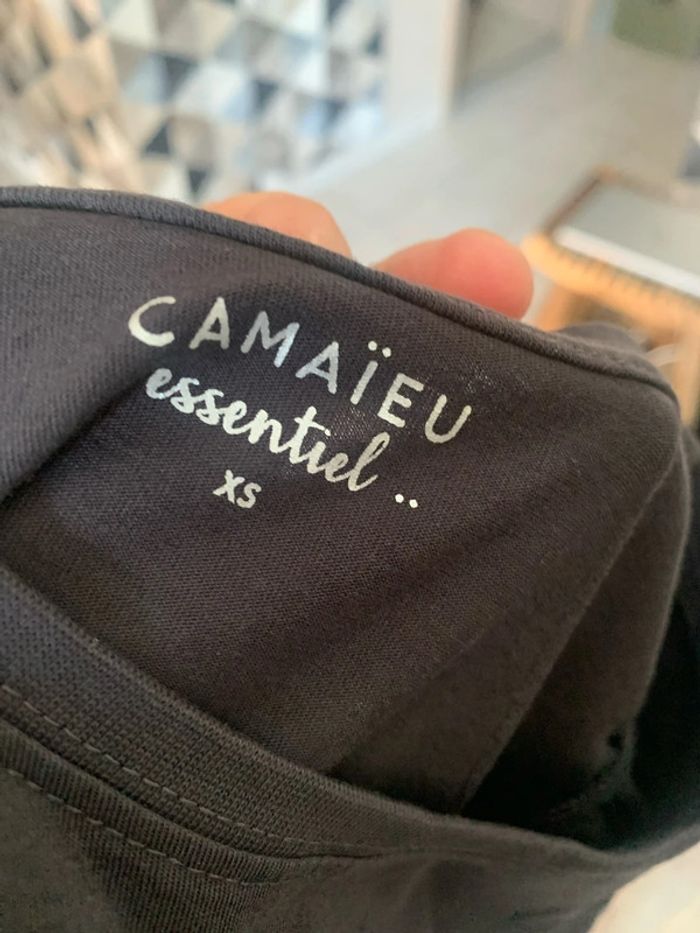 CAMAÏEU
essentiel ..
XS